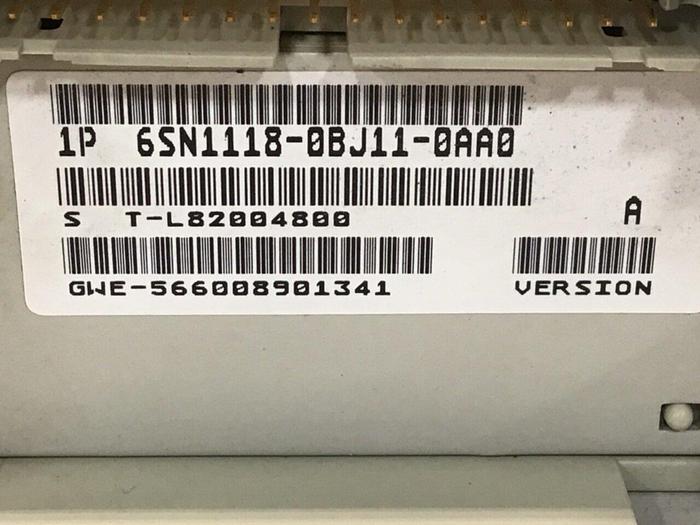 1P 6SN1118-0BJ11-0AA0
S T-L82004800
A
GWE-566008901341 VERSION